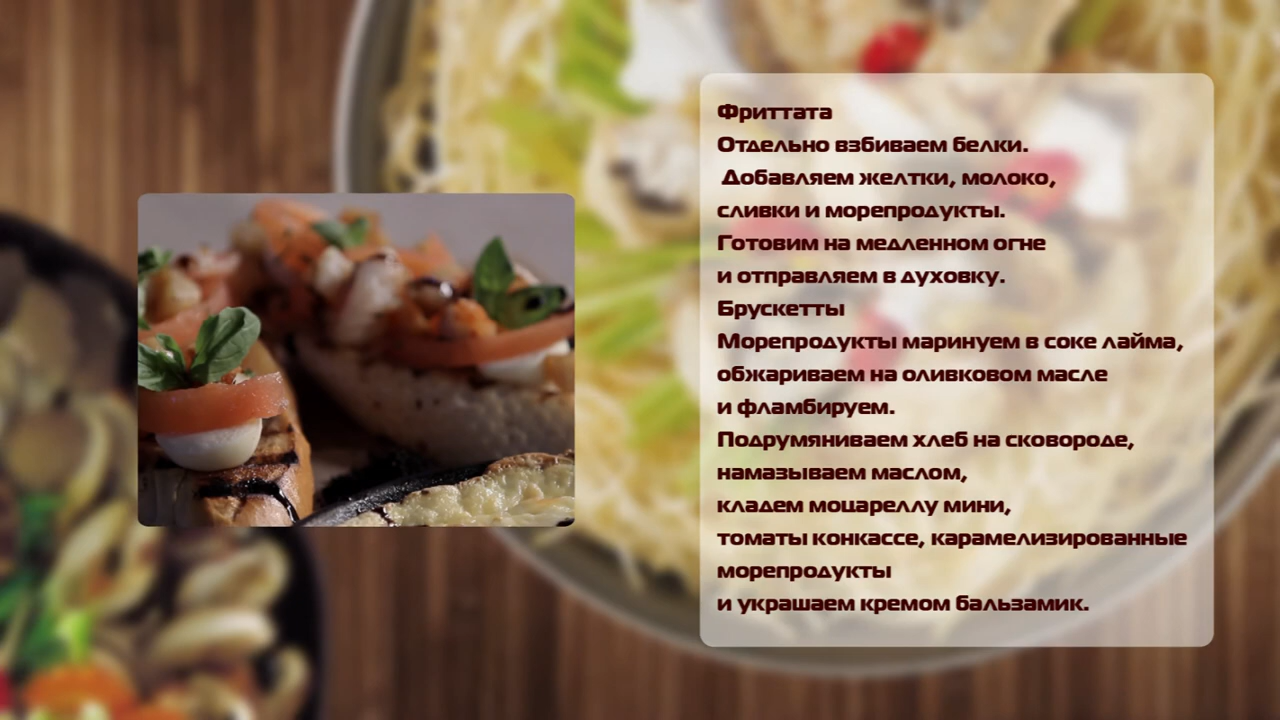 Фриттата
Отдельно взбиваем белки.
Добавляем желтки, молоко,
сливки и морепродукты.
Готовим на медленном огне
и отправляем в духовку.
Брускетты
Морепродукты маринуем в соке лайма,
обжариваем на оливковом масле
и фламбируем.
Подрумяниваем хлеб на сковороде,
намазываем маслом,
кладем моцареллу мини,
томаты конкассе, карамелизированные
морепродукты
и украшаем кремом бальзамик.